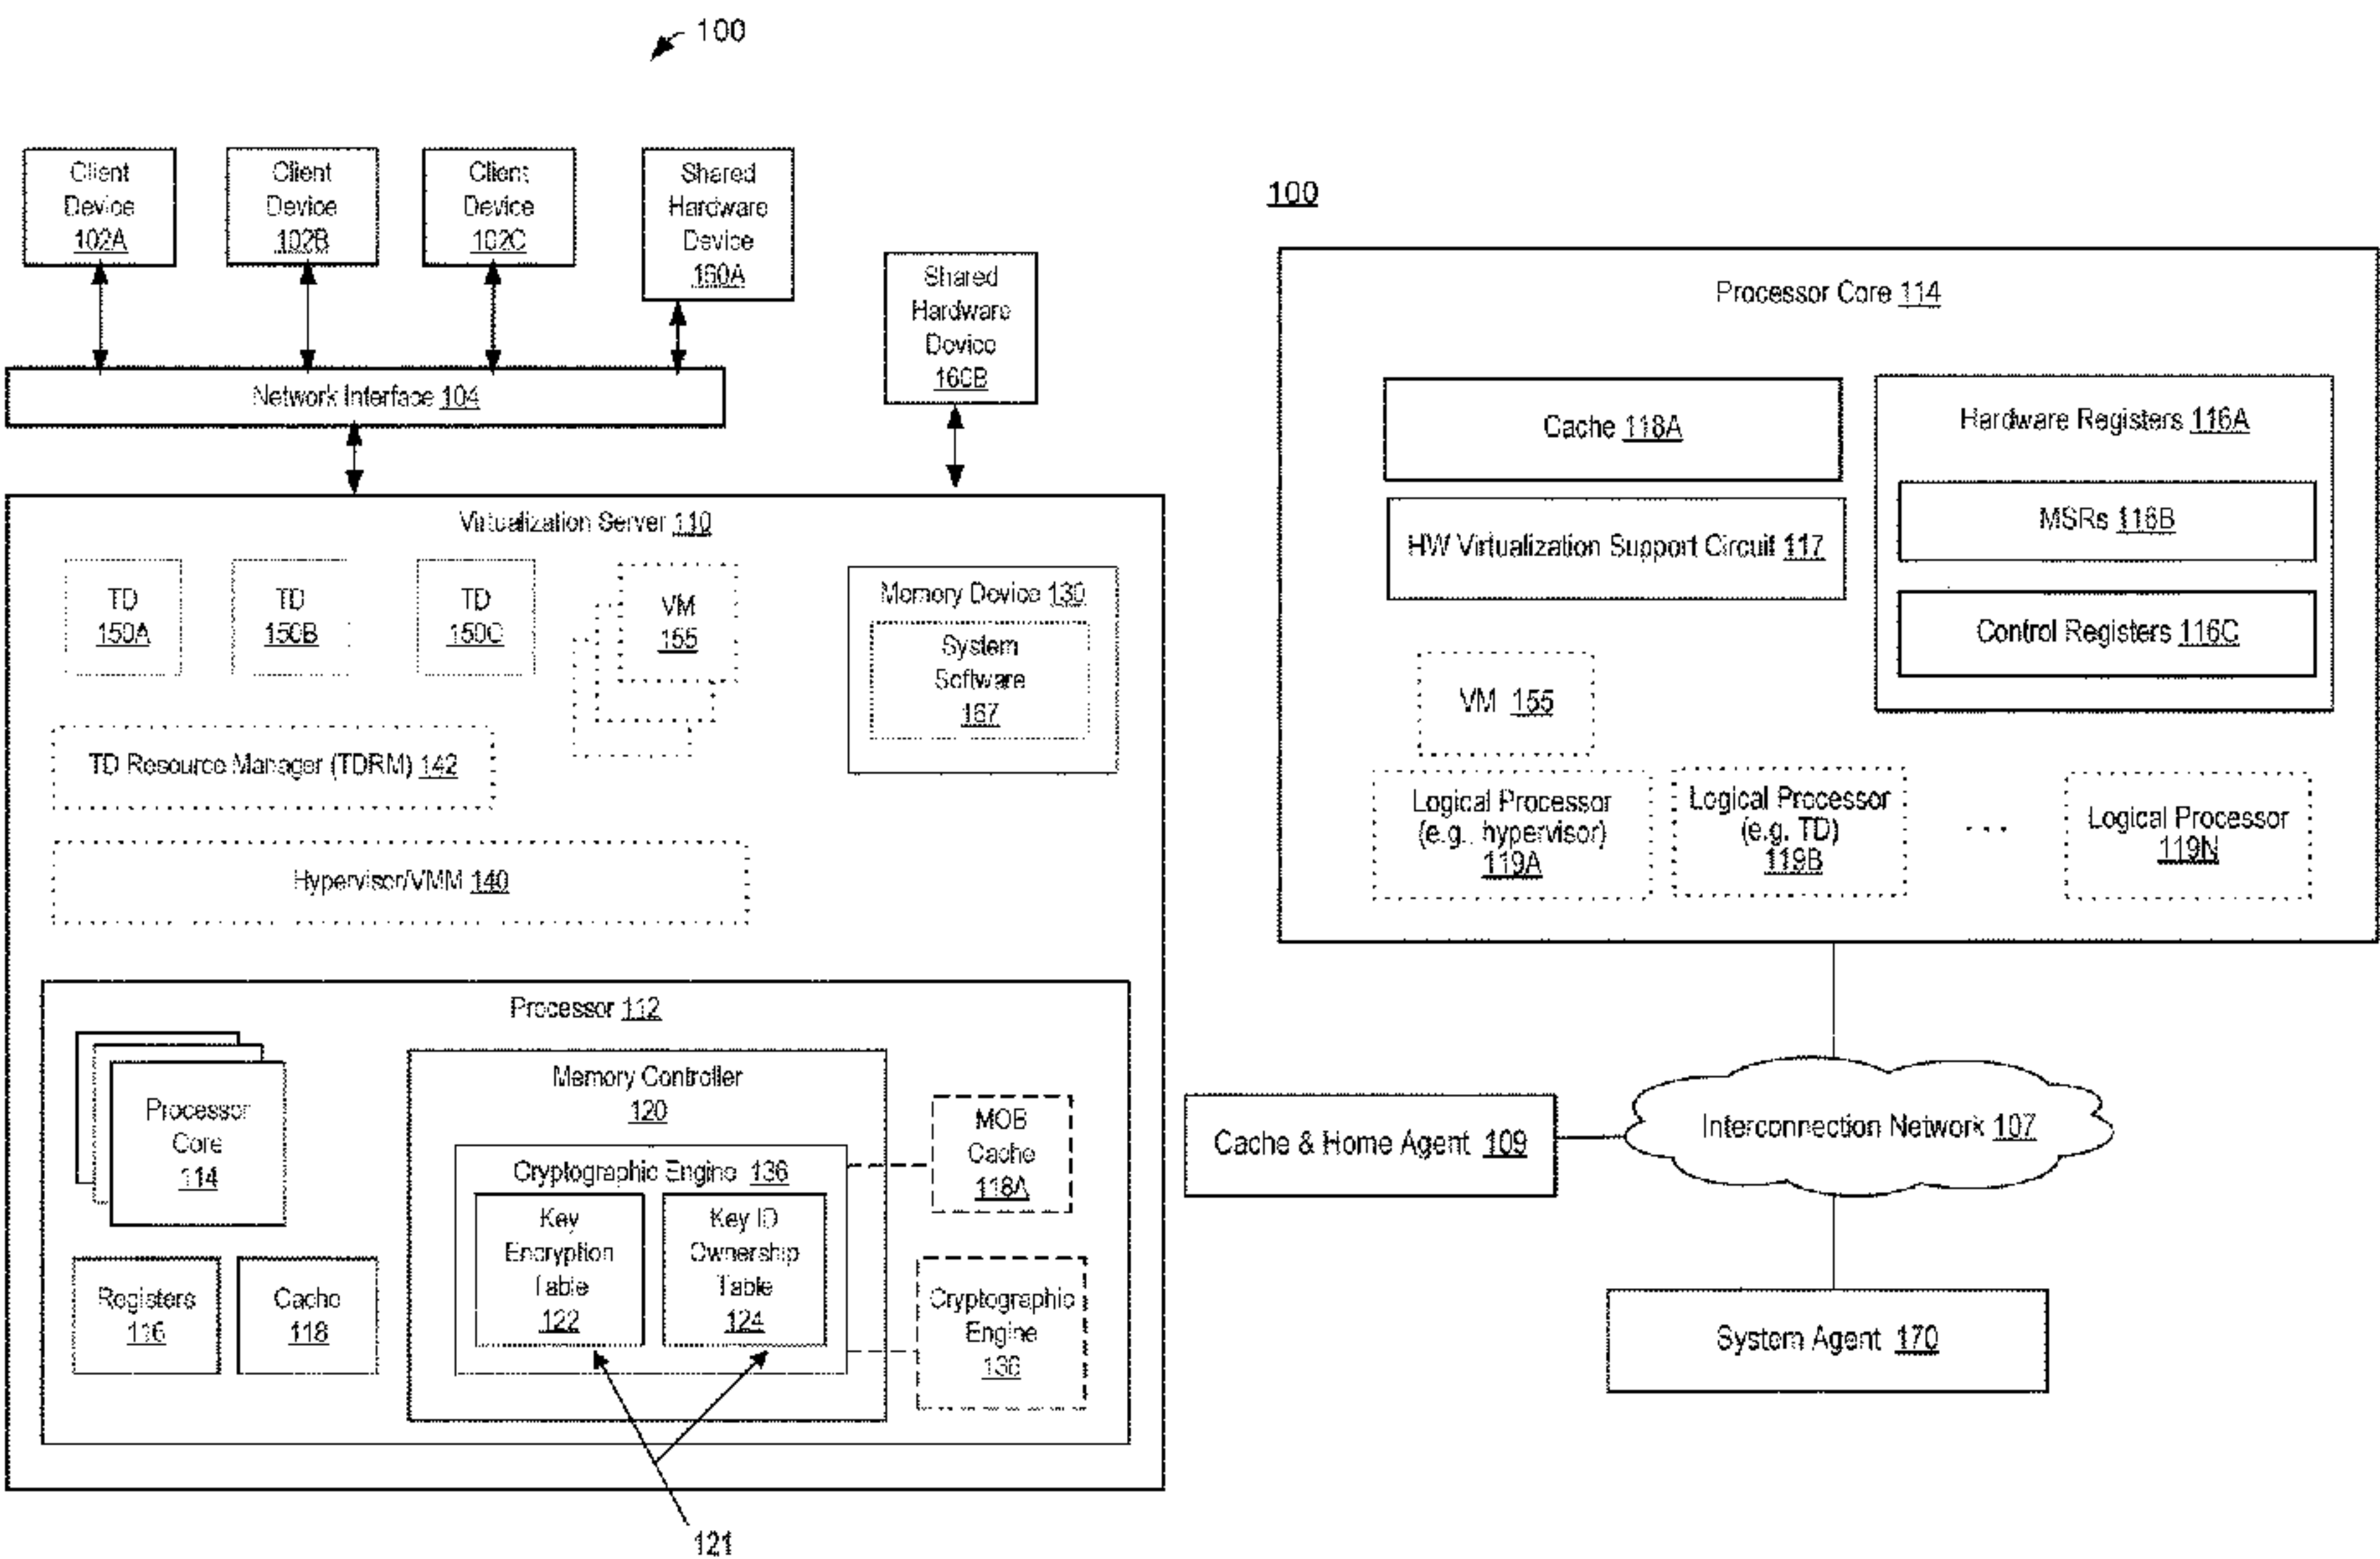 100
Client
Device
102A
Client
Device
102B
Client
Device
102C
Shared
Hardware
Device
160A
Shared
Hardware
Device
160B
Network Interface 104
Virtualization Server 110
TD
150A
TD
150B
TD
150C
VM
155
Memory Device 130
System
Software
167
TD Resource Manager (TDRM) 142
Hypervisor/VMM 140
Processor 112
Processor
Core
114
Registers
116
Cache
118
Memory Controller
120
Cryptographic Engine 136
Key
Encryption
Table
122
Key ID
Ownership
Table
124
MOB
Cache
118A
Cryptographic
Engine
136
121
100
Processor Core 114
Cache 118A
HW Virtualization Support Circuit 117
Hardware Registers 116A
MSRs 116B
Control Registers 116C
VM 155
Logical Processor
(e.g., hypervisor)
119A
Logical Processor
(e.g. TD)
119B
...
Logical Processor
119N
Cache & Home Agent 109
Interconnection Network 107
System Agent 170